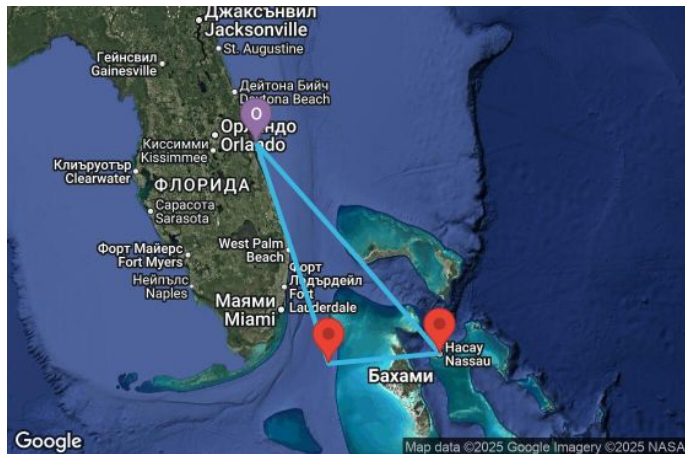 Джаксънвил
Jacksonville
St. Augustine
Гейнсвил
Gainesville
Дейтона Бийч
Daytona Beach
O
Орландо
Orlando
Киссимми
Kissimmee
Клиъруотър
Clearwater
ФЛОРИДА
Сарасота
Sarasota
Форт Майерс
Fort Myers
West Palm
Beach
Нейпълс
Naples
Форт
Лодърдейл
Fort
Lauderdale
Маями
Miami
Насау
Nassau
Бахами
Google
Map data ©2025 Google Imagery ©2025 NASA